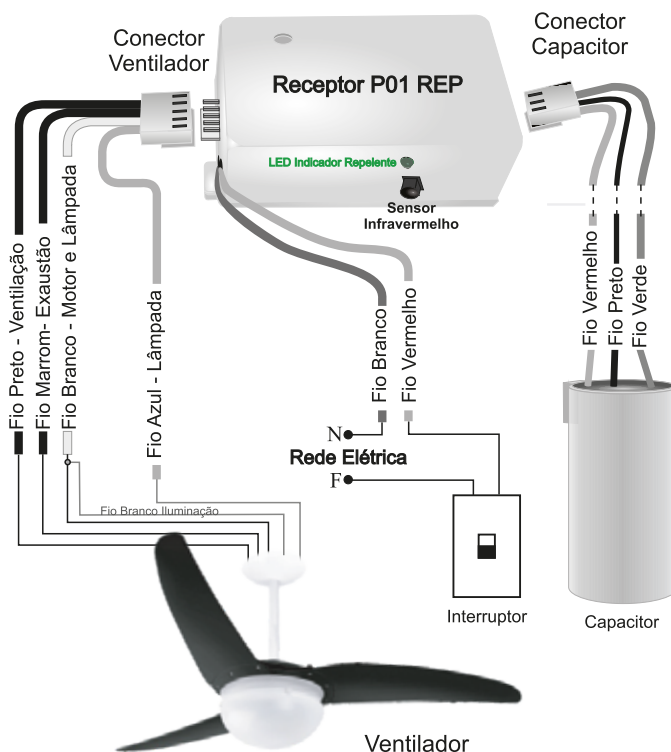 Conector
Ventilador
Conector
Capacitor
Receptor P01 REP
LED Indicador Repelente
Sensor
Infravermelho
Fio Preto - Ventilação
Fio Marrom- Exaustão
Fio Branco - Motor e Lâmpada
Fio Azul - Lâmpada
Fio Branco
Fio Vermelho
Fio Vermelho
Fio Preto
Fio Verde
N
Rede Elétrica
F
Fio Branco Iluminação
Interruptor
Capacitor
Ventilador